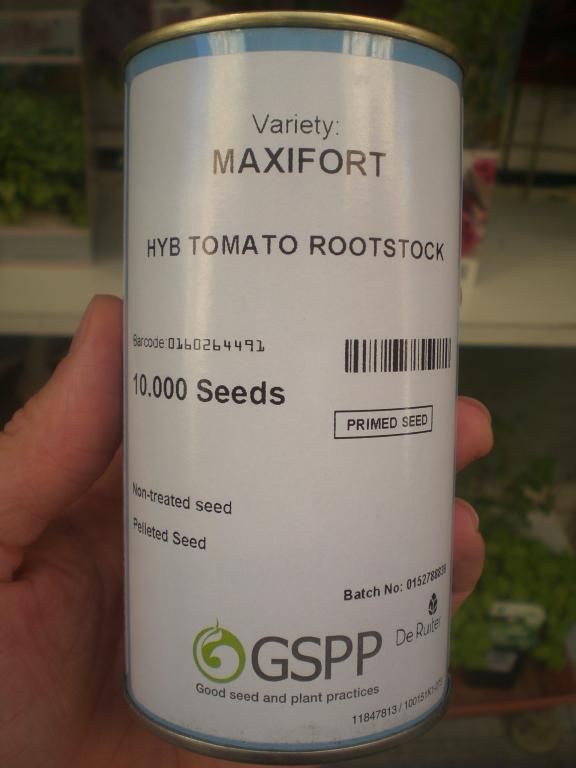 Variety:
MAXIFORT
HYB TOMATO ROOTSTOCK
Barcode:0160264491
10.000 Seeds
PRIMED SEED
Non-treated seed
Pelleted Seed
Batch No:
De Ruiter
GSPP
Good seed and plant practices
11847813 /